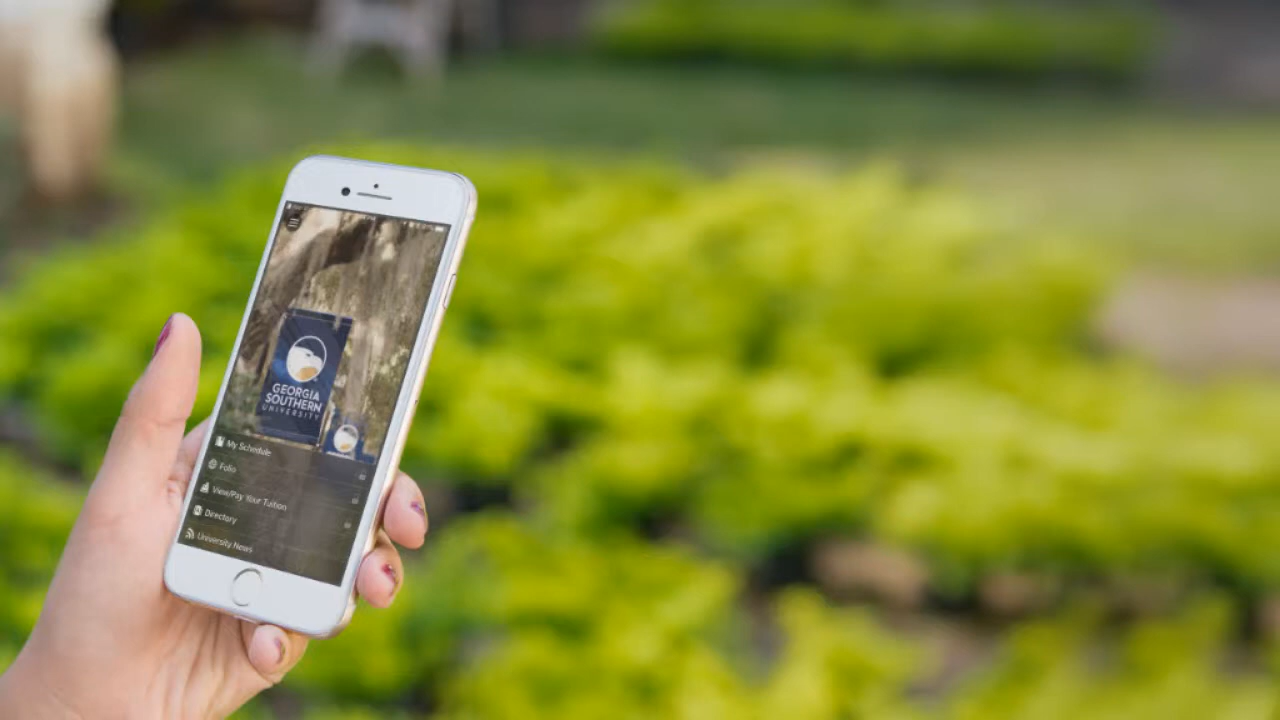 GEORGIA
SOUTHERN
UNIVERSITY
My Schedule
Folio
View/Pay Your Tuition
Directory
University News